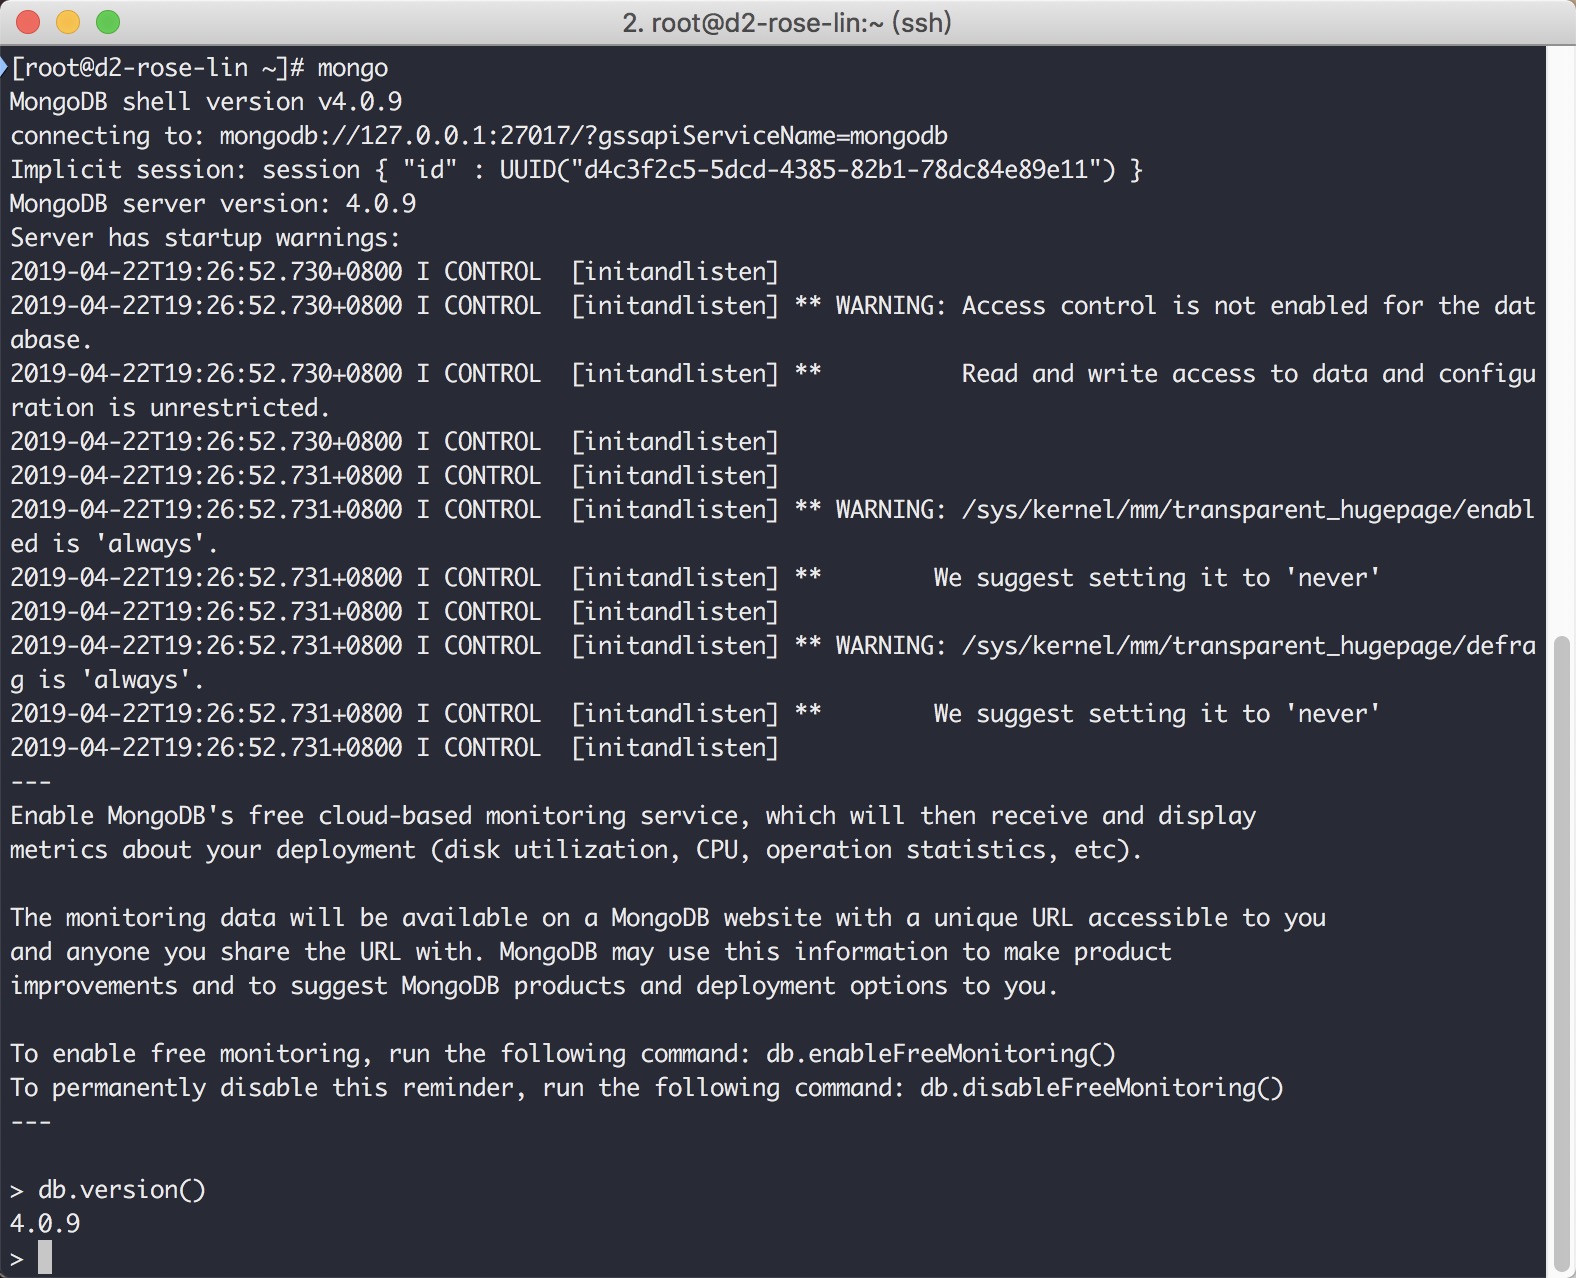 2. root@d2-rose-lin:~ (ssh)
[root@d2-rose-lin ~]# mongo
MongoDB shell version v4.0.9
connecting to: mongodb://127.0.0.1:27017/?gssapiServiceName=mongodb
Implicit session: session { "id" : UUID("d4c3f2c5-5dcd-4385-82b1-78dc84e89e11") }
MongoDB server version: 4.0.9
Server has startup warnings:
2019-04-22T19:26:52.730+0800 I CONTROL  [initandlisten]
2019-04-22T19:26:52.730+0800 I CONTROL  [initandlisten] ** WARNING: Access control is not enabled for the dat
abase.
2019-04-22T19:26:52.730+0800 I CONTROL  [initandlisten] **          Read and write access to data and configu
ration is unrestricted.
2019-04-22T19:26:52.730+0800 I CONTROL  [initandlisten]
2019-04-22T19:26:52.731+0800 I CONTROL  [initandlisten]
2019-04-22T19:26:52.731+0800 I CONTROL  [initandlisten] ** WARNING: /sys/kernel/mm/transparent_hugepage/enabl
ed is 'always'.
2019-04-22T19:26:52.731+0800 I CONTROL  [initandlisten] **        We suggest setting it to 'never'
2019-04-22T19:26:52.731+0800 I CONTROL  [initandlisten]
2019-04-22T19:26:52.731+0800 I CONTROL  [initandlisten] ** WARNING: /sys/kernel/mm/transparent_hugepage/defra
g is 'always'.
2019-04-22T19:26:52.731+0800 I CONTROL  [initandlisten] **        We suggest setting it to 'never'
2019-04-22T19:26:52.731+0800 I CONTROL  [initandlisten]
---
Enable MongoDB's free cloud-based monitoring service, which will then receive and display
metrics about your deployment (disk utilization, CPU, operation statistics, etc).
The monitoring data will be available on a MongoDB website with a unique URL accessible to you
and anyone you share the URL with. MongoDB may use this information to make product
improvements and to suggest MongoDB products and deployment options to you.
To enable free monitoring, run the following command: db.enableFreeMonitoring()
To permanently disable this reminder, run the following command: db.disableFreeMonitoring()
---
> db.version()
4.0.9
>